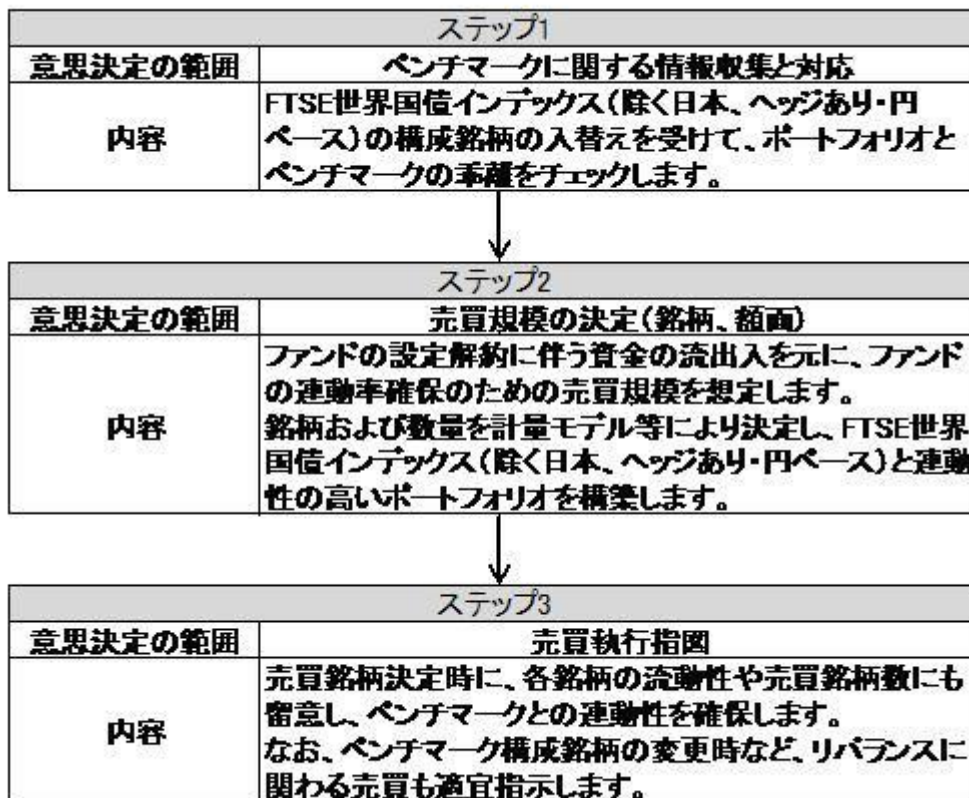 ステップ1
意思決定の範囲 ベンチマークに関する情報収集と対応
内容
FTSE世界国債インデックス(除く日本、ヘッジあり・円
ベース)の構成銘柄の入替えを受けて、ポートフォリオと
ベンチマークの乖離をチェックします。
ステップ2
意思決定の範囲 売買規模の決定(銘柄、額面)
内容
ファンドの設定解約に伴う資金の流出入を元に、ファンド
の連動率確保のための売買規模を想定します。
銘柄および数量を計量モデル等により決定し、FTSE世界
国債インデックス(除く日本、ヘッジあり・円ベース)と連動
性の高いポートフォリオを構築します。
ステップ3
意思決定の範囲 売買執行指図
内容
売買銘柄決定時に、各銘柄の流動性や売買銘柄数にも
留意し、ベンチマークとの連動性を確保します。
なお、ベンチマーク構成銘柄の変更時など、リバランスに
関わる売買も適宜指示します。